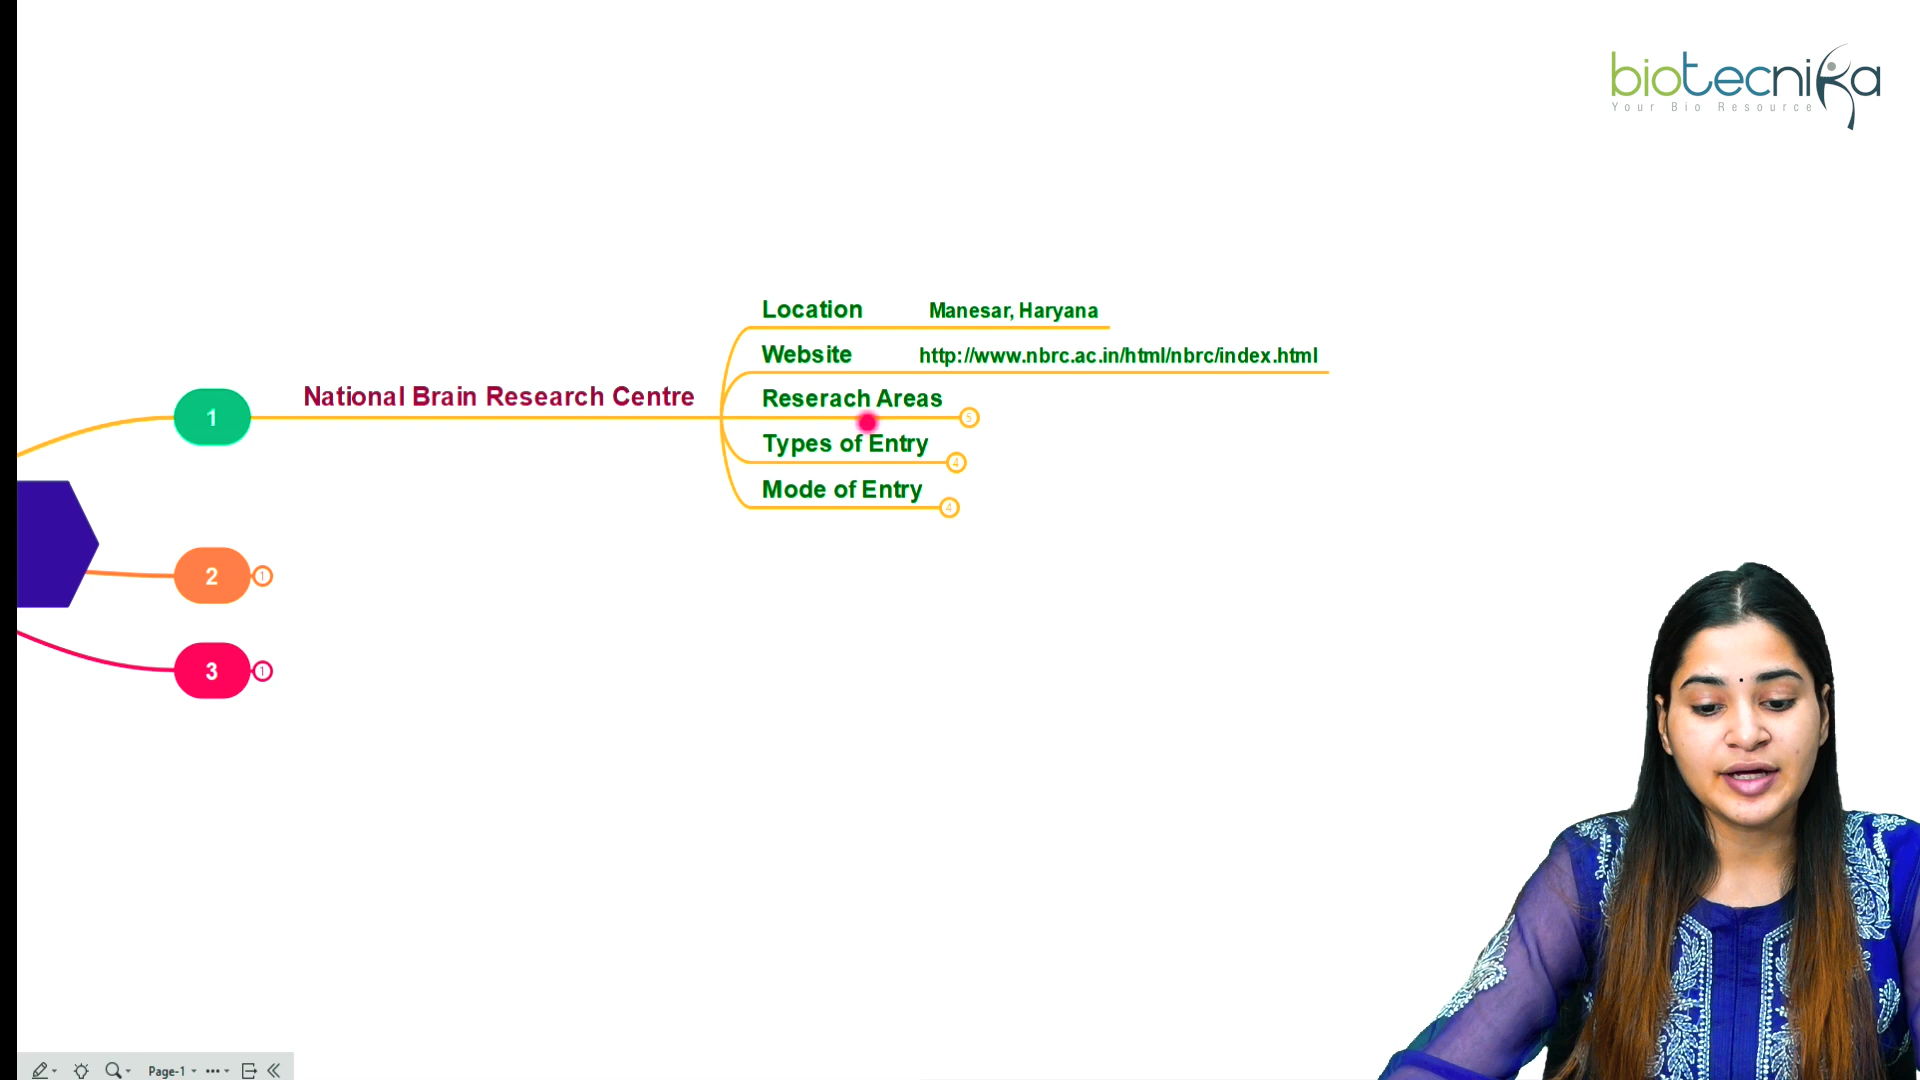 biotecnika
Your Bio Resource
Location Manesar, Haryana
Website http://www.nbrc.ac.in/html/nbrc/index.html
1 National Brain Research Centre
Reserach Areas 5
Types of Entry 4
Mode of Entry 4
2 1
3 1
Page-1